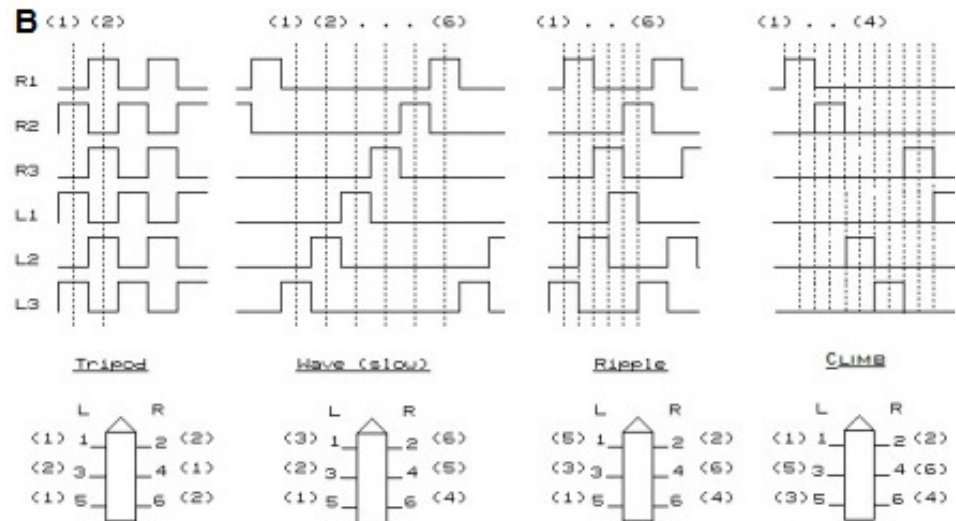 B (1) (2) (1) (2) . . . (6) (1) . . (6) (1) . . (4)
R1
R2
R3
L1
L2
L3
Tripod Wave (slow) Ripple CLIMB
L R L R L R L R
(1) 1 2 (2) (3) 1 2 (6) (5) 1 2 (2) (1) 1 2 (2)
(2) 3 4 (1) (2) 3 4 (5) (3) 3 4 (6) (5) 3 4 (6)
(1) 5 6 (2) (1) 5 6 (4) (1) 5 6 (4) (3) 5 6 (4)